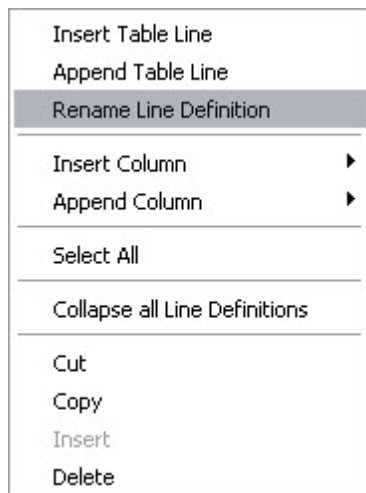 Insert Table Line
Append Table Line
Rename Line Definition
Insert Column
Append Column
Select All
Collapse all Line Definitions
Cut
Copy
Insert
Delete